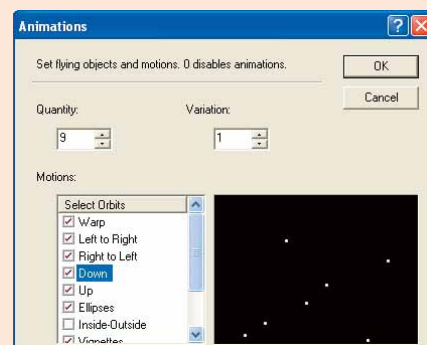 Animations
Set flying objects and motions. 0 disables animations.
OK
Cancel
Quantity:
Variation:
9
1
Motions:
Select Orbits
Warp
Left to Right
Right to Left
Down
Up
Ellipses
Inside-Outside
Vignettes